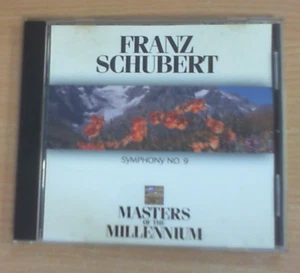 FRANZ
SCHUBERT
SYMPHONY NO. 9
MASTERS
OF THE
MILLENNIUM